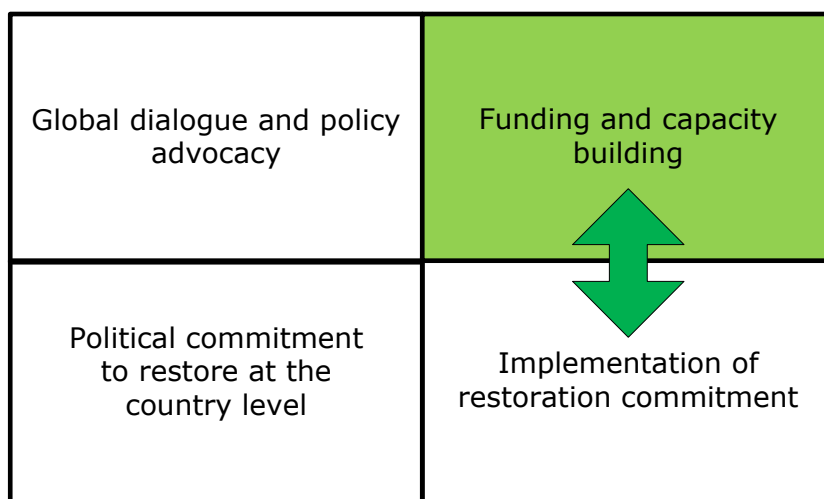 Global dialogue and policy
advocacy
Funding and capacity
building
Political commitment
to restore at the
country level
Implementation of
restoration commitment